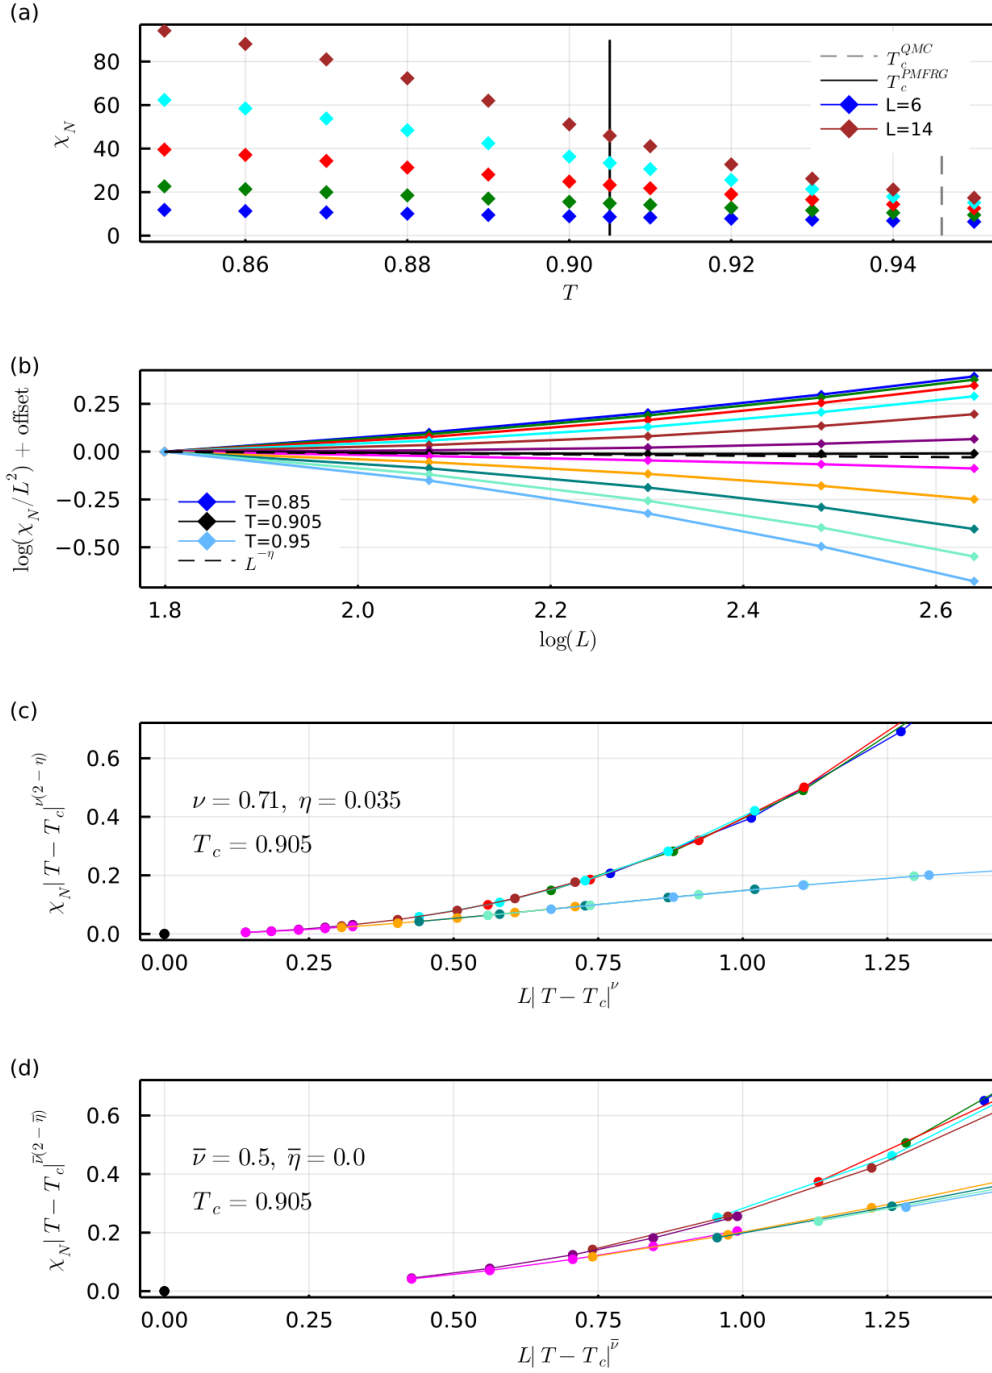 (a)
χ_N
80
60
40
20
0
0.86 0.88 0.90 0.92 0.94
T
T_c^{QMC}
T_c^{PMFRG}
L=6
L=14
(b)
log(χ_N/L²) + offset
0.25
0.00
−0.25
−0.50
T=0.85
T=0.905
T=0.95
L^{−η}
1.8 2.0 2.2 2.4 2.6
log(L)
(c)
χ_N|T − T_c|^{ν(2−η)}
0.6
0.4
0.2
0.0
ν = 0.71, η = 0.035
T_c = 0.905
0.00 0.25 0.50 0.75 1.00 1.25
L|T − T_c|^ν
(d)
χ_N|T − T_c|^{ν̅(2−η̅)}
0.6
0.4
0.2
0.0
ν̅ = 0.5, η̅ = 0.0
T_c = 0.905
0.00 0.25 0.50 0.75 1.00 1.25
L|T − T_c|^{ν̅}